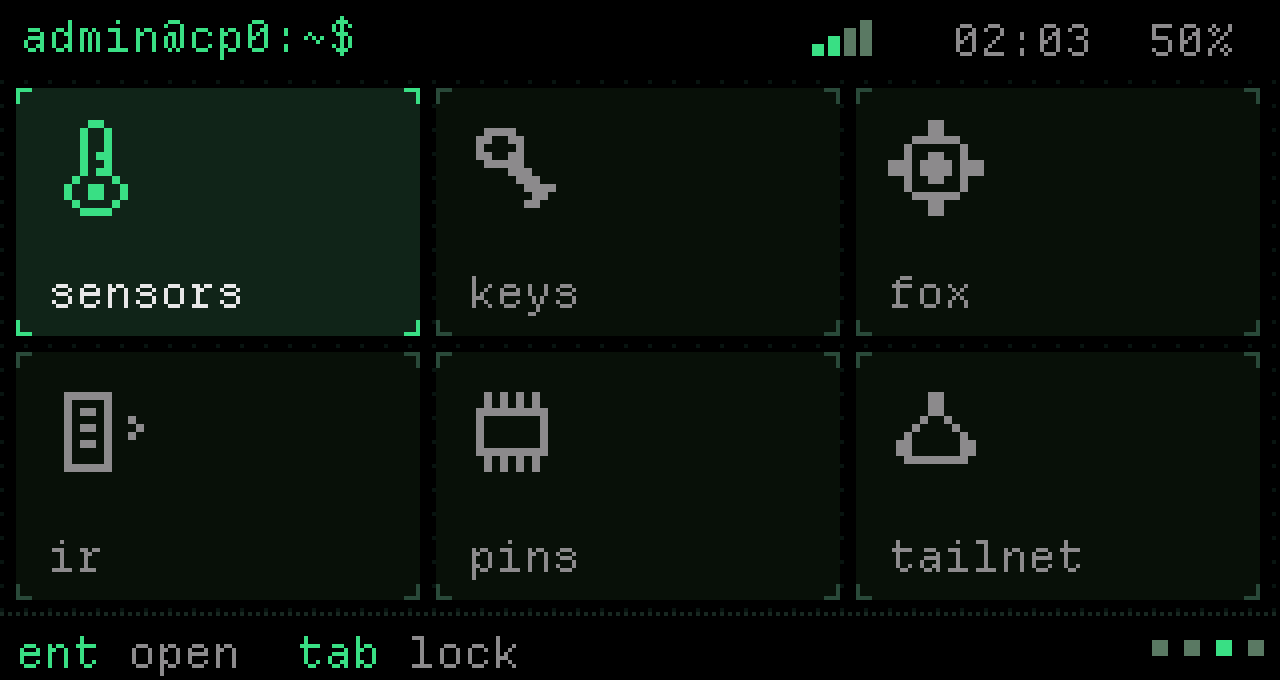 admin@cp0:~$ 02:03 50%
sensors keys fox
ir pins tailnet
ent open tab lock